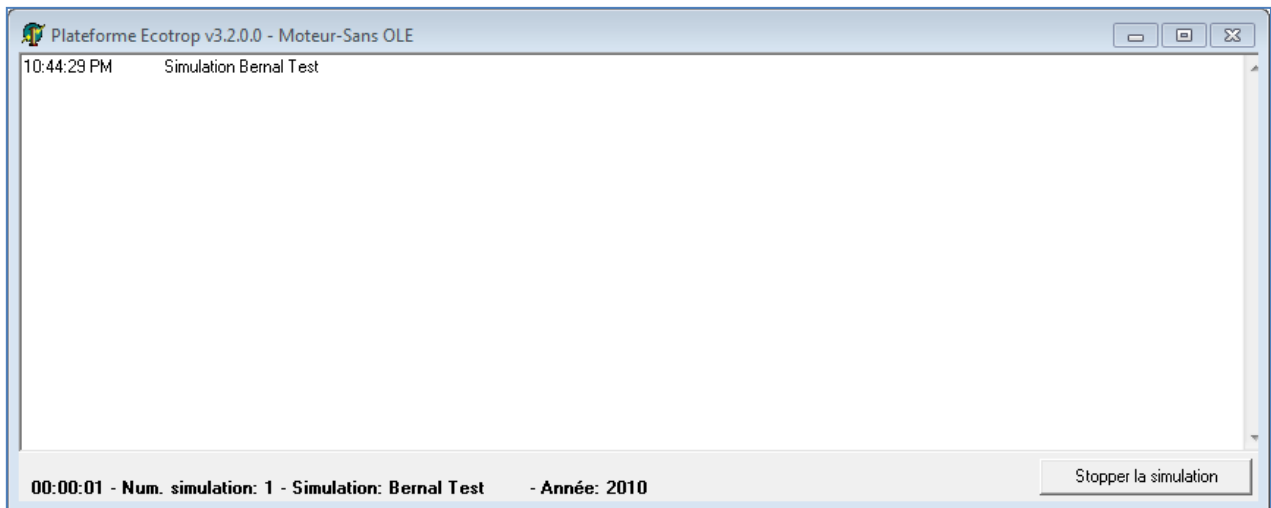 Plateforme Ecotrop v3.2.0.0 - Moteur-Sans OLE
10:44:29 PM Simulation Bernal Test
Stopper la simulation
00:00:01 - Num. simulation: 1 - Simulation: Bernal Test - Année: 2010